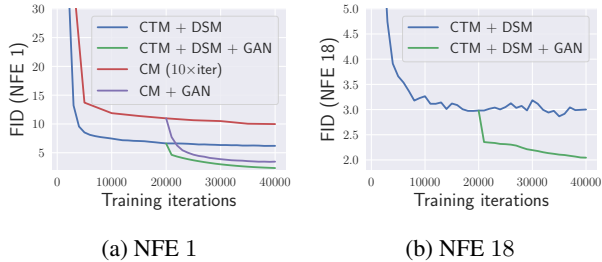 FID (NFE 1)
30
25
20
15
10
5
CTM + DSM
CTM + DSM + GAN
CM (10×iter)
CM + GAN
0 10000 20000 30000 40000
Training iterations
(a) NFE 1
FID (NFE 18)
5.0
4.5
4.0
3.5
3.0
2.5
2.0
CTM + DSM
CTM + DSM + GAN
0 10000 20000 30000 40000
Training iterations
(b) NFE 18